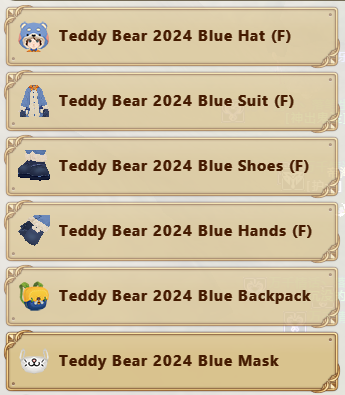 Teddy Bear 2024 Blue Hat (F)
Teddy Bear 2024 Blue Suit (F)
Teddy Bear 2024 Blue Shoes (F)
Teddy Bear 2024 Blue Hands (F)
Teddy Bear 2024 Blue Backpack
Teddy Bear 2024 Blue Mask